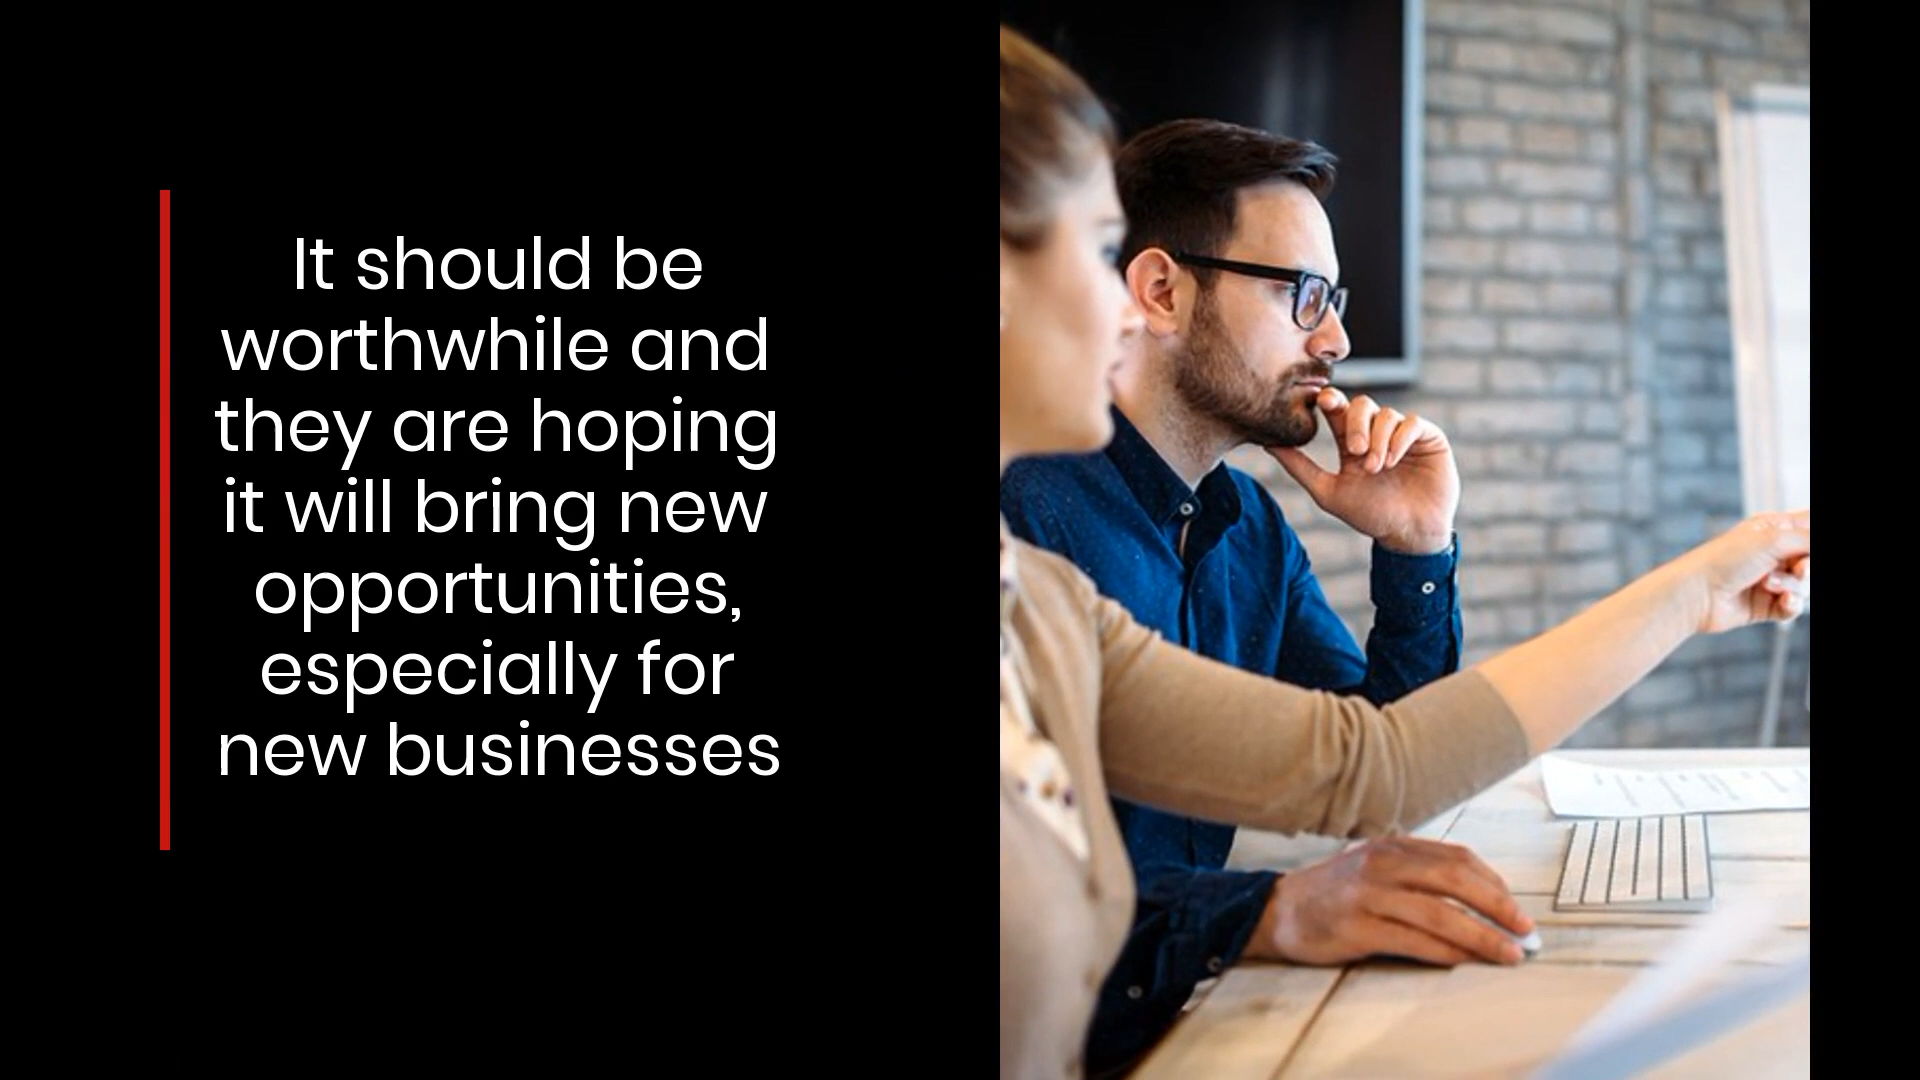 It should be
worthwhile and
they are hoping
it will bring new
opportunities,
especially for
new businesses